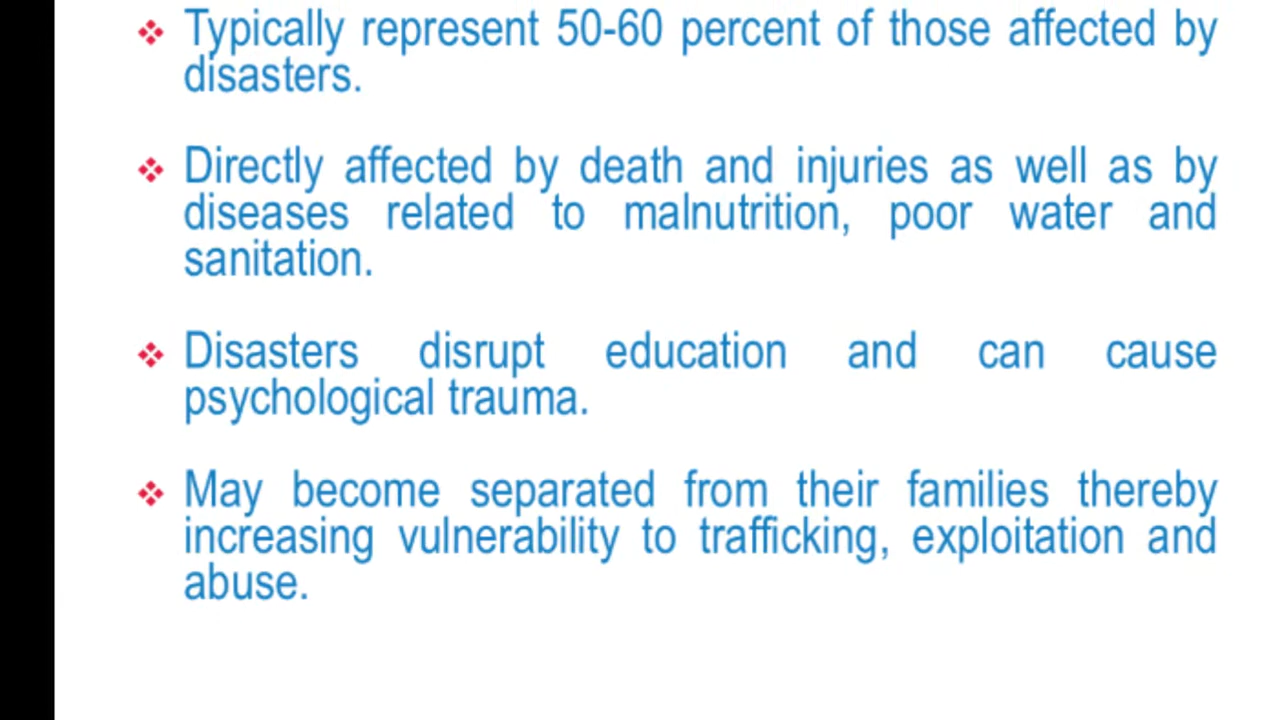 ❖ Typically represent 50-60 percent of those affected by
disasters.
❖ Directly affected by death and injuries as well as by
diseases related to malnutrition, poor water and
sanitation.
❖ Disasters disrupt education and can cause
psychological trauma.
❖ May become separated from their families thereby
increasing vulnerability to trafficking, exploitation and
abuse.